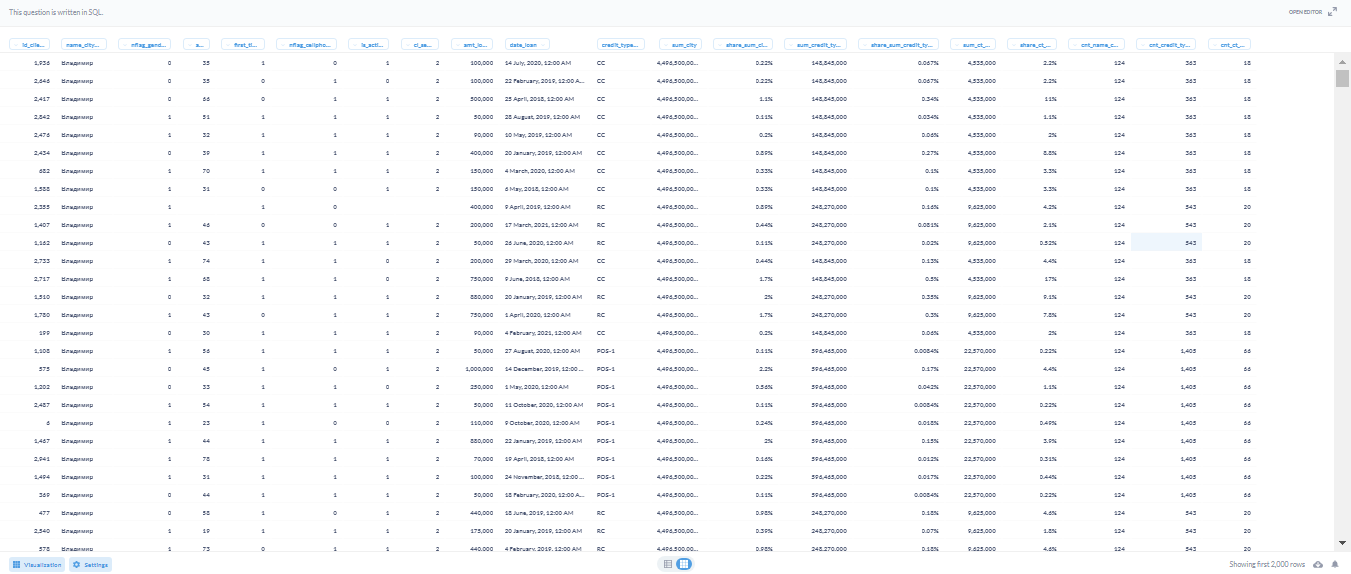 This question is written in SQL.
OPEN EDITOR
id_clie... name_city... nflag_gend... a... first_ti... nflag_cellpho... is_acti... cl_se... amt_lo... date_loan credit_type... sum_city share_sum_ci... sum_credit_ty... share_sum_credit_ty... sum_ct_... share_ct_... cnt_name_c... cnt_credit_ty... cnt_ct_...
1,936 Владимир 0 35 1 0 1 2 100,000 14 July, 2020, 12:00 AM CC 4,496,500,00... 0.22% 148,845,000 0.067% 4,535,000 2.2% 124 363 18
2,646 Владимир 0 35 0 1 0 2 100,000 22 February, 2019, 12:00 A... CC 4,496,500,00... 0.22% 148,845,000 0.067% 4,535,000 2.2% 124 363 18
2,417 Владимир 0 66 0 1 1 2 500,000 25 April, 2018, 12:00 AM CC 4,496,500,00... 1.1% 148,845,000 0.34% 4,535,000 11% 124 363 18
2,842 Владимир 1 51 1 1 1 2 50,000 28 August, 2019, 12:00 AM CC 4,496,500,00... 0.11% 148,845,000 0.034% 4,535,000 1.1% 124 363 18
2,476 Владимир 1 32 1 1 1 2 90,000 10 May, 2019, 12:00 AM CC 4,496,500,00... 0.2% 148,845,000 0.06% 4,535,000 2% 124 363 18
2,434 Владимир 0 39 1 1 1 2 400,000 20 January, 2019, 12:00 AM CC 4,496,500,00... 0.89% 148,845,000 0.27% 4,535,000 8.8% 124 363 18
682 Владимир 1 70 1 1 0 2 150,000 4 March, 2020, 12:00 AM CC 4,496,500,00... 0.33% 148,845,000 0.1% 4,535,000 3.3% 124 363 18
1,588 Владимир 1 31 0 0 1 2 150,000 6 May, 2018, 12:00 AM CC 4,496,500,00... 0.33% 148,845,000 0.1% 4,535,000 3.3% 124 363 18
2,355 Владимир 1 1 0 400,000 9 April, 2019, 12:00 AM RC 4,496,500,00... 0.89% 248,270,000 0.16% 9,625,000 4.2% 124 543 20
1,407 Владимир 1 46 0 0 1 2 200,000 17 March, 2021, 12:00 AM RC 4,496,500,00... 0.44% 248,270,000 0.081% 9,625,000 2.1% 124 543 20
1,162 Владимир 0 43 1 1 1 2 50,000 26 June, 2020, 12:00 AM RC 4,496,500,00... 0.11% 248,270,000 0.02% 9,625,000 0.52% 124 543 20
2,733 Владимир 1 74 1 1 0 2 200,000 29 March, 2020, 12:00 AM CC 4,496,500,00... 0.44% 148,845,000 0.13% 4,535,000 4.4% 124 363 18
2,717 Владимир 1 68 1 1 1 2 750,000 9 June, 2018, 12:00 AM CC 4,496,500,00... 1.7% 148,845,000 0.5% 4,535,000 17% 124 363 18
1,510 Владимир 0 32 1 1 1 2 880,000 20 January, 2019, 12:00 AM RC 4,496,500,00... 2% 248,270,000 0.35% 9,625,000 9.1% 124 543 20
1,780 Владимир 1 43 0 1 1 2 750,000 1 April, 2020, 12:00 AM RC 4,496,500,00... 1.7% 248,270,000 0.3% 9,625,000 7.8% 124 543 20
199 Владимир 0 30 1 1 1 2 90,000 4 February, 2021, 12:00 AM CC 4,496,500,00... 0.2% 148,845,000 0.06% 4,535,000 2% 124 363 18
1,108 Владимир 1 56 1 1 1 2 50,000 27 August, 2020, 12:00 AM POS-1 4,496,500,00... 0.11% 596,465,000 0.0084% 22,570,000 0.22% 124 1,405 66
575 Владимир 0 45 1 0 1 2 1,000,000 14 December, 2019, 12:00 ... POS-1 4,496,500,00... 2.2% 596,465,000 0.17% 22,570,000 4.4% 124 1,405 66
1,202 Владимир 0 33 1 1 0 2 250,000 1 May, 2020, 12:00 AM POS-1 4,496,500,00... 0.56% 596,465,000 0.042% 22,570,000 1.1% 124 1,405 66
2,487 Владимир 1 54 1 1 1 2 50,000 11 October, 2020, 12:00 AM POS-1 4,496,500,00... 0.11% 596,465,000 0.0084% 22,570,000 0.22% 124 1,405 66
6 Владимир 1 23 1 0 0 2 110,000 9 October, 2020, 12:00 AM POS-1 4,496,500,00... 0.24% 596,465,000 0.018% 22,570,000 0.49% 124 1,405 66
1,467 Владимир 1 44 1 1 1 2 880,000 22 January, 2019, 12:00 AM POS-1 4,496,500,00... 2% 596,465,000 0.15% 22,570,000 3.9% 124 1,405 66
2,941 Владимир 1 78 1 1 1 2 70,000 19 April, 2018, 12:00 AM POS-1 4,496,500,00... 0.16% 596,465,000 0.012% 22,570,000 0.31% 124 1,405 66
1,494 Владимир 1 31 1 1 1 2 100,000 24 November, 2018, 12:00 ... POS-1 4,496,500,00... 0.22% 596,465,000 0.017% 22,570,000 0.44% 124 1,405 66
369 Владимир 0 44 1 1 1 2 50,000 18 February, 2020, 12:00 A... POS-1 4,496,500,00... 0.11% 596,465,000 0.0084% 22,570,000 0.22% 124 1,405 66
477 Владимир 0 58 1 0 1 2 440,000 18 June, 2019, 12:00 AM RC 4,496,500,00... 0.98% 248,270,000 0.18% 9,625,000 4.6% 124 543 20
2,540 Владимир 1 19 1 1 1 2 175,000 20 January, 2019, 12:00 AM RC 4,496,500,00... 0.39% 248,270,000 0.07% 9,625,000 1.8% 124 543 20
578 Владимир 1 73 0 1 1 2 440,000 4 February, 2019, 12:00 AM RC 4,496,500,00... 0.98% 248,270,000 0.18% 9,625,000 4.6% 124 543 20
Visualization Settings Showing first 2,000 rows